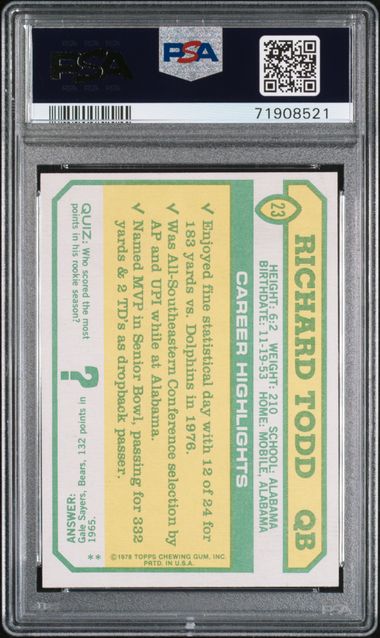 PSA
PSA
71908521
23
RICHARD TODD QB
HEIGHT: 6:2 WEIGHT: 210 SCHOOL: ALABAMA
BIRTHDATE: 11-19-53 HOME: MOBILE, ALABAMA
CAREER HIGHLIGHTS
✓ Enjoyed fine statistical day with 12 of 24 for
183 yards vs. Dolphins in 1976.
✓ Was All-Southeastern Conference selection by
AP and UPI while at Alabama.
✓ Named MVP in Senior Bowl, passing for 332
yards & 2 TD's as dropback passer.
QUIZ: Who scored the most
points in his rookie season?
?
ANSWER:
Gale Sayers, Bears, 132 points in
1965.
**
©1978 TOPPS CHEWING GUM, INC.
PRTD. IN U.S.A.
PSA